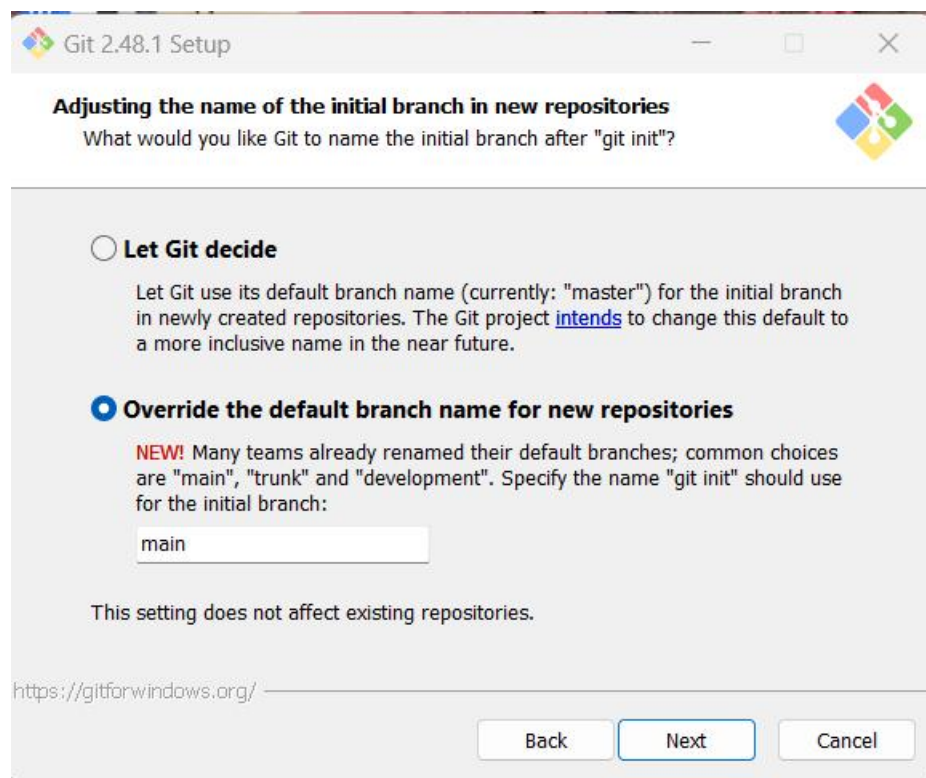 Git 2.48.1 Setup
Adjusting the name of the initial branch in new repositories
What would you like Git to name the initial branch after "git init"?
Let Git decide
Let Git use its default branch name (currently: "master") for the initial branch
in newly created repositories. The Git project intends to change this default to
a more inclusive name in the near future.
Override the default branch name for new repositories
NEW! Many teams already renamed their default branches; common choices
are "main", "trunk" and "development". Specify the name "git init" should use
for the initial branch:
main
This setting does not affect existing repositories.
https://gitforwindows.org/
Back Next Cancel